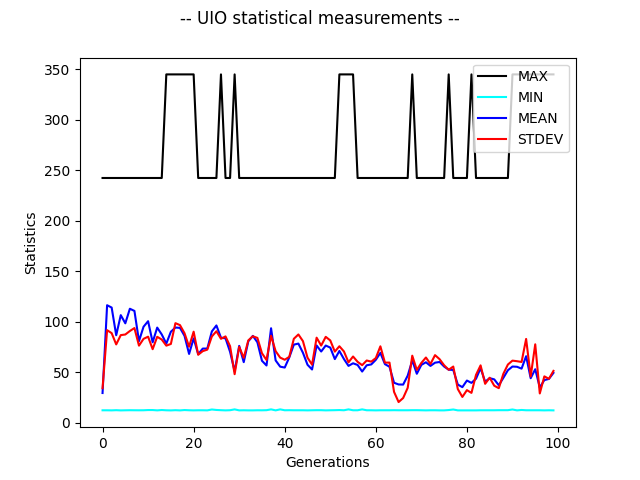 -- UIO statistical measurements --
MAX
MIN
MEAN
STDEV
Statistics
350
300
250
200
150
100
50
0
0 20 40 60 80 100
Generations